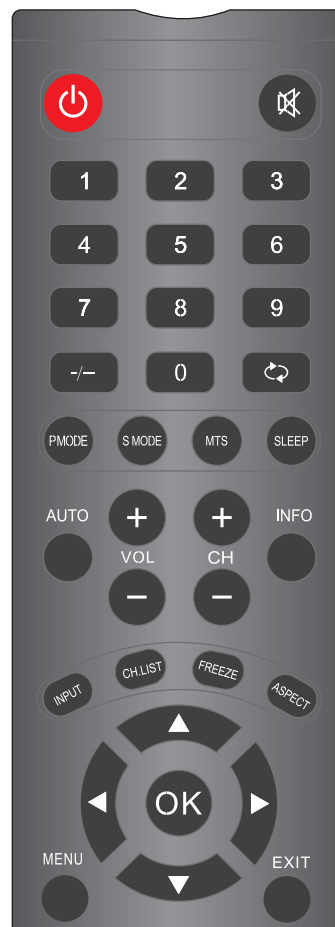 1 2 3
4 5 6
7 8 9
-/– 0
PMODE S MODE MTS SLEEP
AUTO + + INFO
VOL CH
– –
INPUT CH.LIST FREEZE ASPECT
OK
MENU EXIT